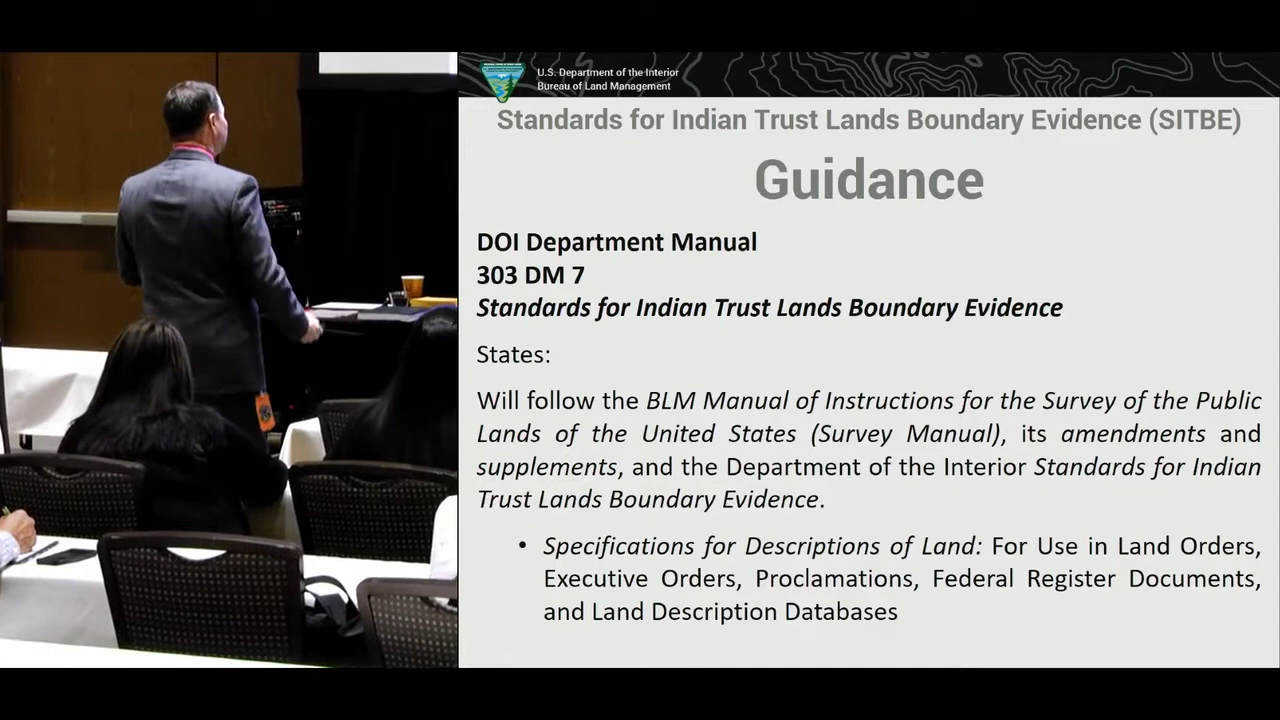 U.S. Department of the Interior
Bureau of Land Management
Standards for Indian Trust Lands Boundary Evidence (SITBE)
Guidance
DOI Department Manual
303 DM 7
Standards for Indian Trust Lands Boundary Evidence
States:
Will follow the BLM Manual of Instructions for the Survey of the Public
Lands of the United States (Survey Manual), its amendments and
supplements, and the Department of the Interior Standards for Indian
Trust Lands Boundary Evidence.
• Specifications for Descriptions of Land: For Use in Land Orders,
Executive Orders, Proclamations, Federal Register Documents,
and Land Description Databases